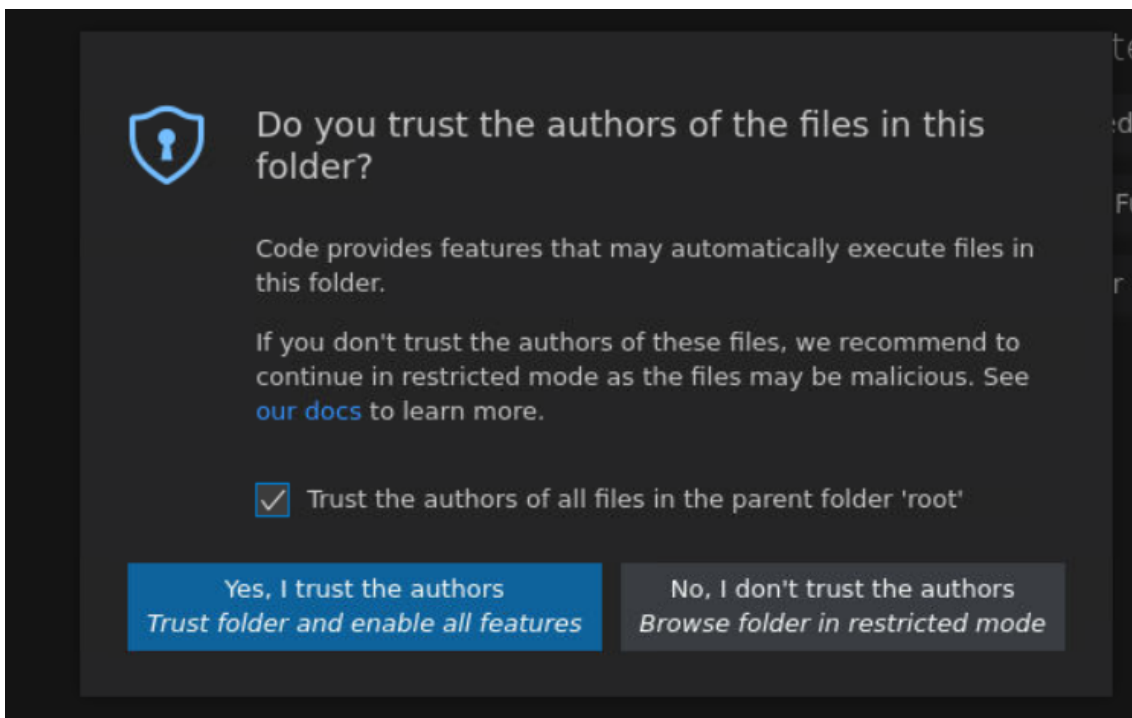 Do you trust the authors of the files in this
folder?
Code provides features that may automatically execute files in
this folder.
If you don't trust the authors of these files, we recommend to
continue in restricted mode as the files may be malicious. See
our docs to learn more.
Trust the authors of all files in the parent folder 'root'
Yes, I trust the authors
Trust folder and enable all features
No, I don't trust the authors
Browse folder in restricted mode